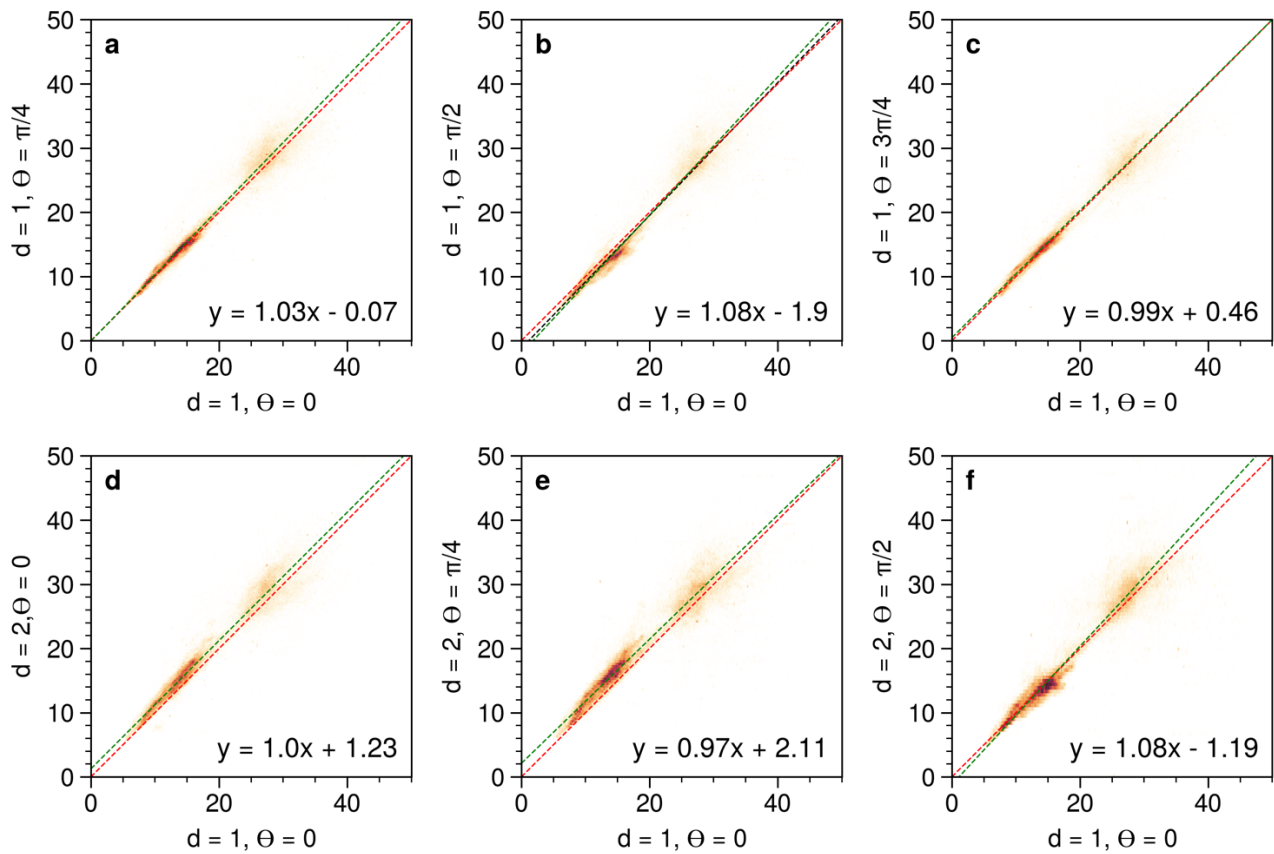 a
50
40
30
20
10
0
d = 1, Θ = π/4
y = 1.03x - 0.07
0 20 40
d = 1, Θ = 0
b
50
40
30
20
10
0
d = 1, Θ = π/2
y = 1.08x - 1.9
0 20 40
d = 1, Θ = 0
c
50
40
30
20
10
0
d = 1, Θ = 3π/4
y = 0.99x + 0.46
0 20 40
d = 1, Θ = 0
d
50
40
30
20
10
0
d = 2,Θ = 0
y = 1.0x + 1.23
0 20 40
d = 1, Θ = 0
e
50
40
30
20
10
0
d = 2, Θ = π/4
y = 0.97x + 2.11
0 20 40
d = 1, Θ = 0
f
50
40
30
20
10
0
d = 2, Θ = π/2
y = 1.08x - 1.19
0 20 40
d = 1, Θ = 0